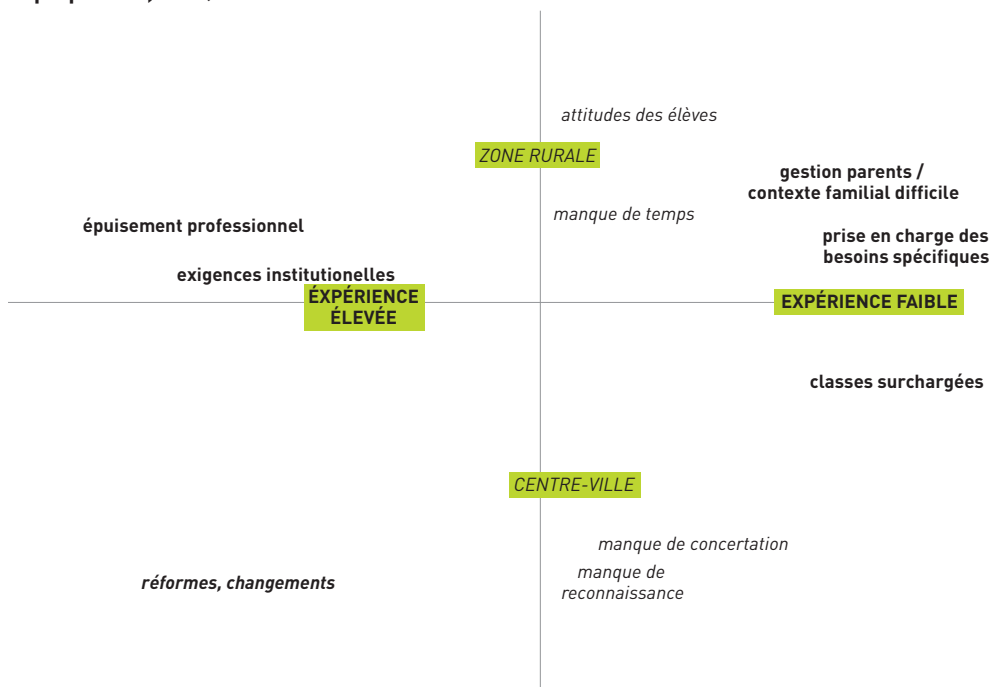 attitudes des élèves
ZONE RURALE
gestion parents /
contexte familial difficile
manque de temps
épuisement professionnel
prise en charge des
besoins spécifiques
exigences institutionelles
ÉXPÉRIENCE
ÉLEVÉE
EXPÉRIENCE FAIBLE
classes surchargées
CENTRE-VILLE
manque de concertation
manque de
reconnaissance
réformes, changements